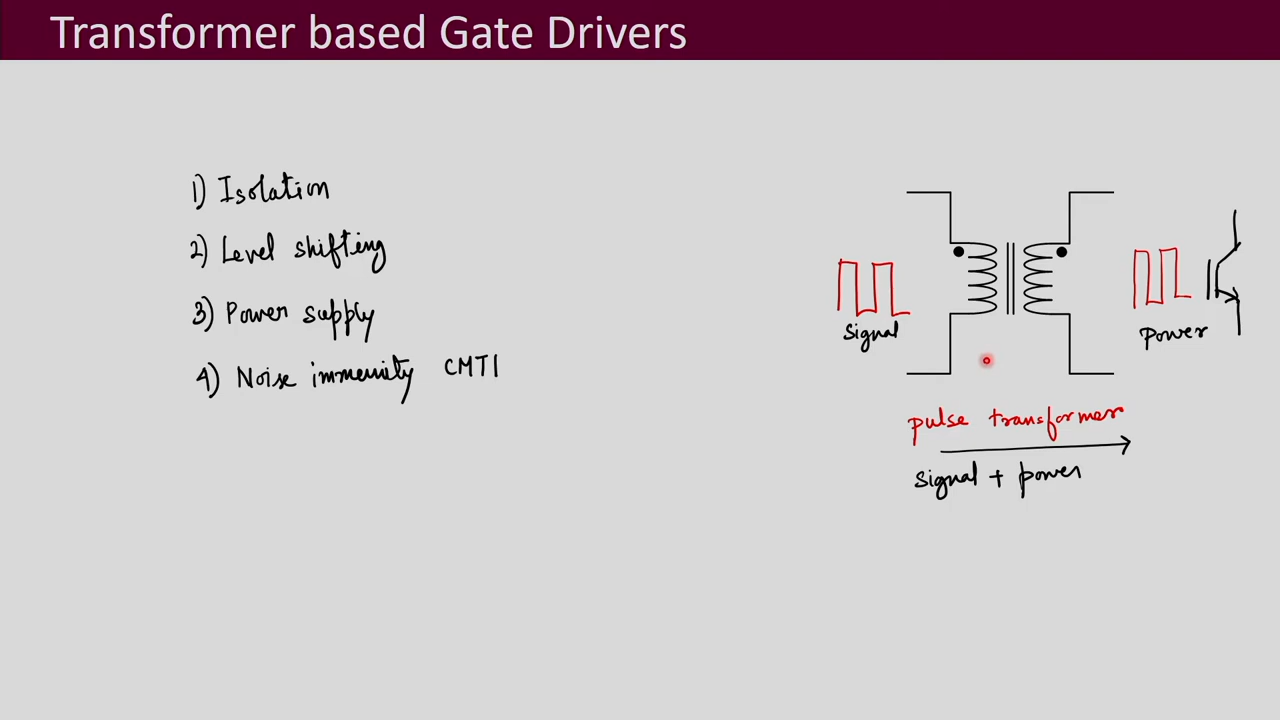 Transformer based Gate Drivers
1) Isolation
2) Level shifting
3) Power supply
4) Noise immunity CMTI
Signal
Power
pulse transformer
signal + power